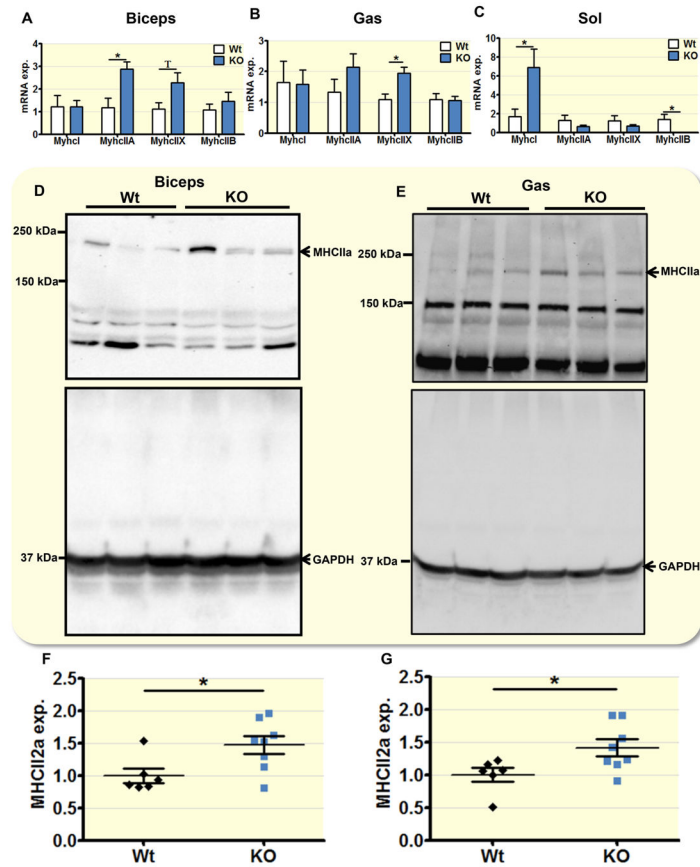 A Biceps
Wt
KO
*
T
mRNA exp.
4
3
2
1
0
MyhcI MyhcIIA MyhcIIX MyhcIIB
B Gas
Wt
KO
*
mRNA exp.
3
2
1
0
MyhcI MyhcIIA MyhcIIX MyhcIIB
C Sol
Wt
KO
*
*
mRNA exp.
10
8
6
4
2
0
MyhcI MyhcIIA MyhcIIX MyhcIIB
D Biceps
Wt KO
250 kDa
MHCIIa
150 kDa
37 kDa
GAPDH
E Gas
Wt KO
250 kDa
MHCIIa
150 kDa
37 kDa
GAPDH
F
*
MHCII2a exp.
2.5
2.0
1.5
1.0
0.5
0.0
Wt KO
G
*
MHCII2a exp.
2.5
2.0
1.5
1.0
0.5
0.0
Wt KO